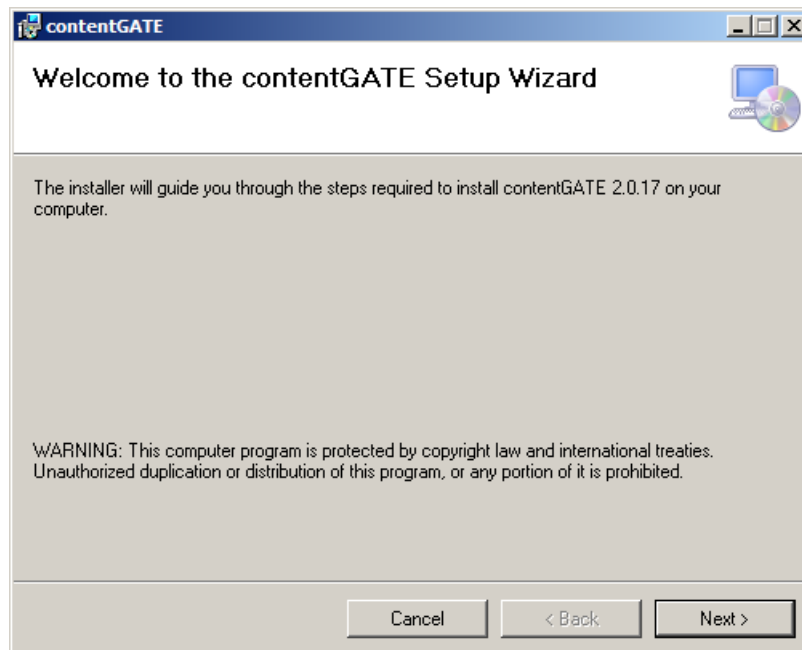 contentGATE
Welcome to the contentGATE Setup Wizard
The installer will guide you through the steps required to install contentGATE 2.0.17 on your
computer.
WARNING: This computer program is protected by copyright law and international treaties.
Unauthorized duplication or distribution of this program, or any portion of it is prohibited.
Cancel
< Back
Next >